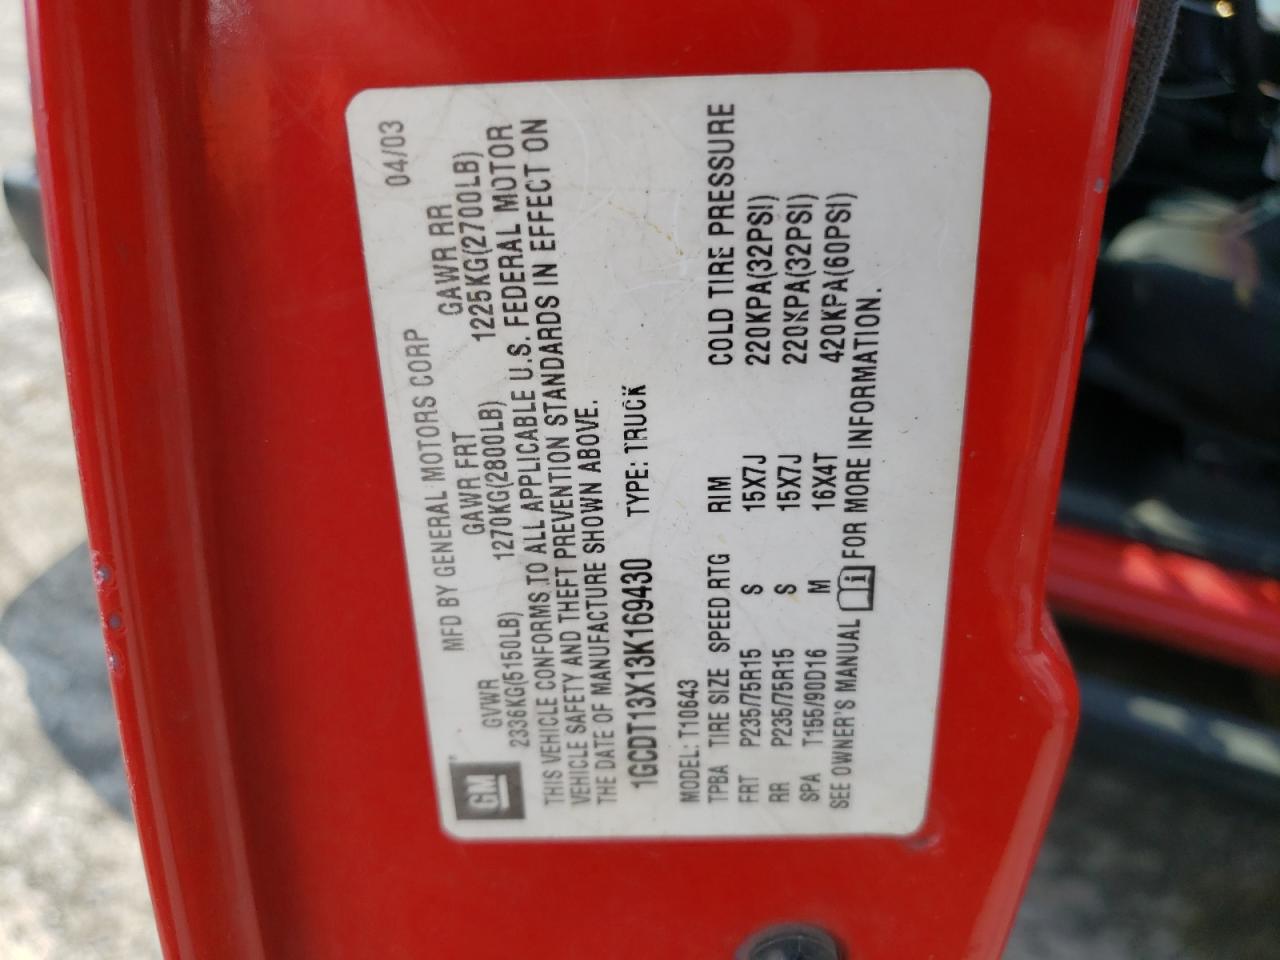 04/03
MFD BY GENERAL MOTORS CORP
GM
GVWR GAWR FRT GAWR RR
2336KG(5150LB) 1270KG(2800LB) 1225KG(2700LB)
THIS VEHICLE CONFORMS TO ALL APPLICABLE U.S. FEDERAL MOTOR
VEHICLE SAFETY AND THEFT PREVENTION STANDARDS IN EFFECT ON
THE DATE OF MANUFACTURE SHOWN ABOVE.
1GCDT13X13K169430 TYPE: TRUCK
MODEL: T10643
TPBA TIRE SIZE SPEED RTG RIM COLD TIRE PRESSURE
FRT P235/75R15 S 15X7J 220KPA(32PSI)
RR P235/75R15 S 15X7J 220KPA(32PSI)
SPA T155/90D16 M 16X4T 420KPA(60PSI)
SEE OWNER'S MANUAL i FOR MORE INFORMATION.